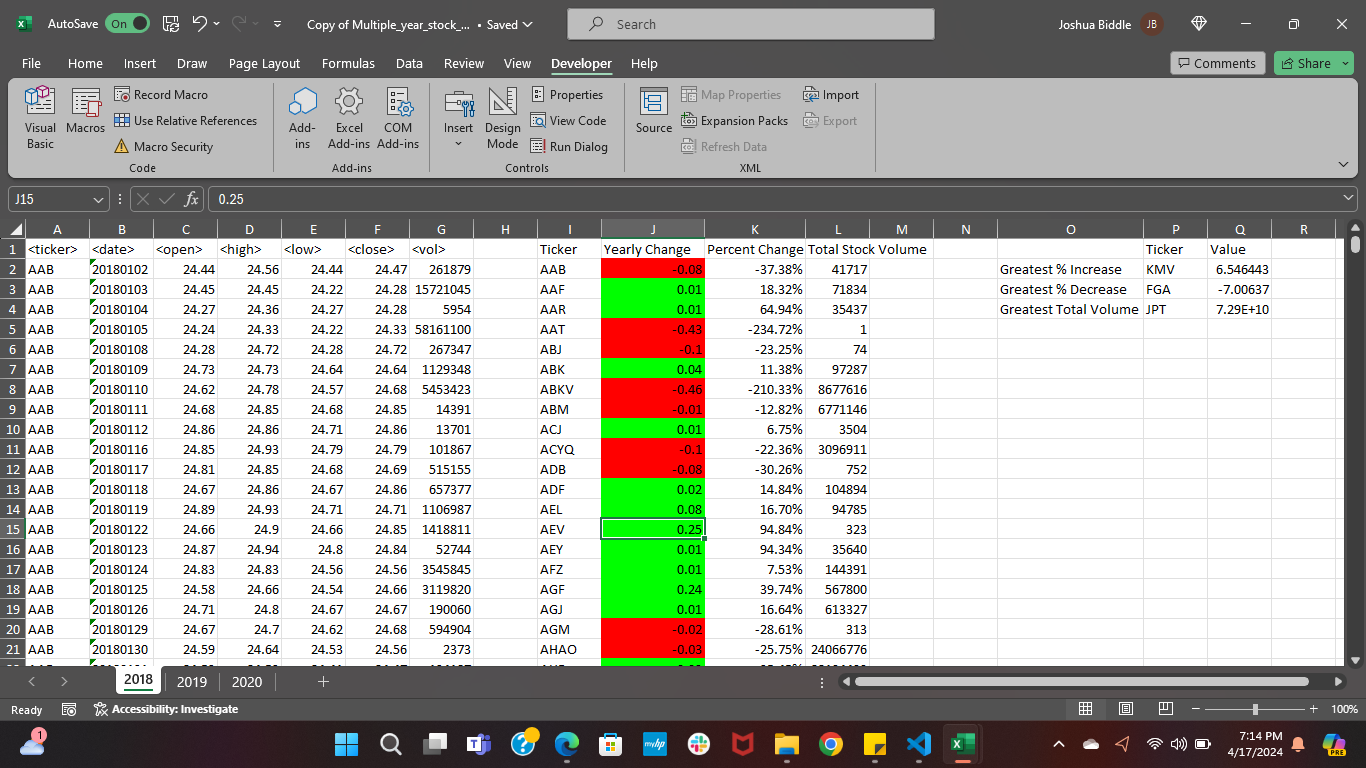 AutoSave On Copy of Multiple_year_stock_... • Saved Search Joshua Biddle JB
File Home Insert Draw Page Layout Formulas Data Review View Developer Help Comments Share
Visual Basic
Macros
Record Macro
Use Relative References
Macro Security
Code
Add-ins
Excel Add-ins
COM Add-ins
Add-ins
Insert
Design Mode
Properties
View Code
Run Dialog
Controls
Source
Map Properties
Expansion Packs
Refresh Data
Import
Export
XML
J15 fx 0.25
A B C D E F G H I J K L M N O P Q R
1 <ticker> <date> <open> <high> <low> <close> <vol> Ticker Yearly Change Percent Change Total Stock Volume Ticker Value
2 AAB 20180102 24.44 24.56 24.44 24.47 261879 AAB -0.08 -37.38% 41717 Greatest % Increase KMV 6.546443
3 AAB 20180103 24.45 24.45 24.22 24.28 15721045 AAF 0.01 18.32% 71834 Greatest % Decrease FGA -7.00637
4 AAB 20180104 24.27 24.36 24.27 24.28 5954 AAR 0.01 64.94% 35437 Greatest Total Volume JPT 7.29E+10
5 AAB 20180105 24.24 24.33 24.22 24.33 58161100 AAT -0.43 -234.72% 1
6 AAB 20180108 24.28 24.72 24.28 24.72 267347 ABJ -0.1 -23.25% 74
7 AAB 20180109 24.73 24.73 24.64 24.64 1129348 ABK 0.04 11.38% 97287
8 AAB 20180110 24.62 24.78 24.57 24.68 5453423 ABKV -0.46 -210.33% 8677616
9 AAB 20180111 24.68 24.85 24.68 24.85 14391 ABM -0.01 -12.82% 6771146
10 AAB 20180112 24.86 24.86 24.71 24.86 13701 ACJ 0.01 6.75% 3504
11 AAB 20180116 24.85 24.93 24.79 24.79 101867 ACYQ -0.1 -22.36% 3096911
12 AAB 20180117 24.81 24.85 24.68 24.69 515155 ADB -0.08 -30.26% 752
13 AAB 20180118 24.67 24.86 24.67 24.86 657377 ADF 0.02 14.84% 104894
14 AAB 20180119 24.89 24.93 24.71 24.71 1106987 AEL 0.08 16.70% 94785
15 AAB 20180122 24.66 24.9 24.66 24.85 1418811 AEV 0.25 94.84% 323
16 AAB 20180123 24.87 24.94 24.8 24.84 52744 AEY 0.01 94.34% 35640
17 AAB 20180124 24.83 24.83 24.56 24.56 3545845 AFZ 0.01 7.53% 144391
18 AAB 20180125 24.58 24.66 24.54 24.66 3119820 AGF 0.24 39.74% 567800
19 AAB 20180126 24.71 24.8 24.67 24.67 190060 AGJ 0.01 16.64% 613327
20 AAB 20180129 24.67 24.7 24.62 24.68 594904 AGM -0.02 -28.61% 313
21 AAB 20180130 24.59 24.64 24.53 24.56 2373 AHAO -0.03 -25.75% 24066776
2018 2019 2020
Ready Accessibility: Investigate 100%
1 myhp 7:14 PM PRE
4/17/2024